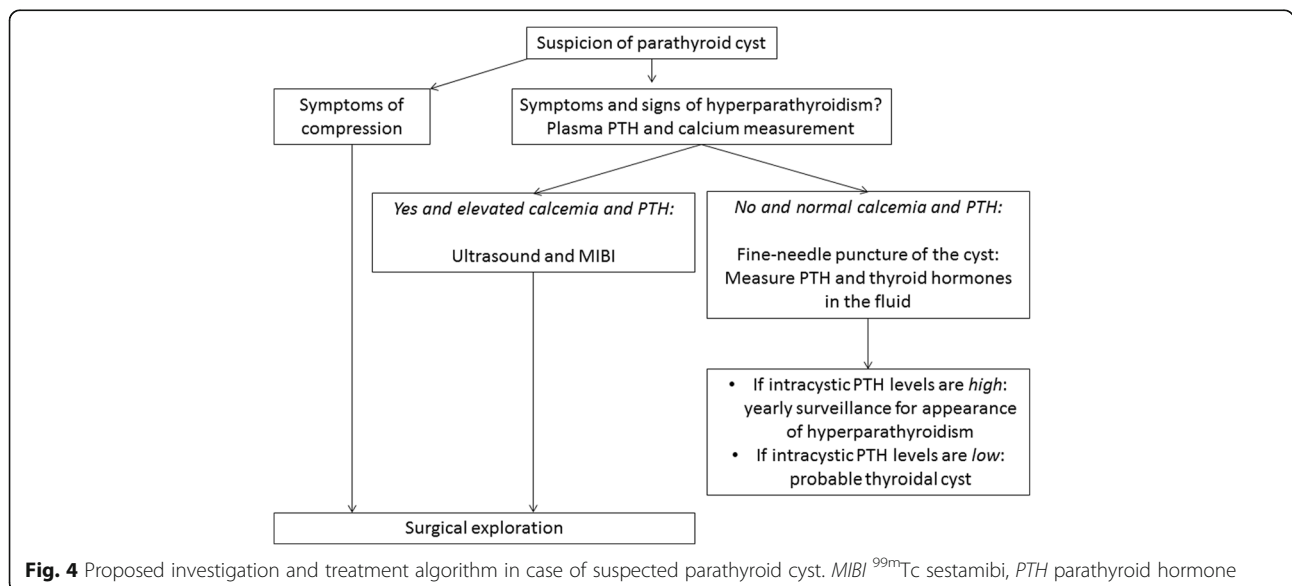 Suspicion of parathyroid cyst
Symptoms of
compression
Symptoms and signs of hyperparathyroidism?
Plasma PTH and calcium measurement
Yes and elevated calcemia and PTH:
Ultrasound and MIBI
No and normal calcemia and PTH:
Fine-needle puncture of the cyst:
Measure PTH and thyroid hormones
in the fluid
• If intracystic PTH levels are high:
yearly surveillance for appearance
of hyperparathyroidism
• If intracystic PTH levels are low:
probable thyroidal cyst
Surgical exploration
Fig. 4 Proposed investigation and treatment algorithm in case of suspected parathyroid cyst. MIBI ⁹⁹ᵐTc sestamibi, PTH parathyroid hormone